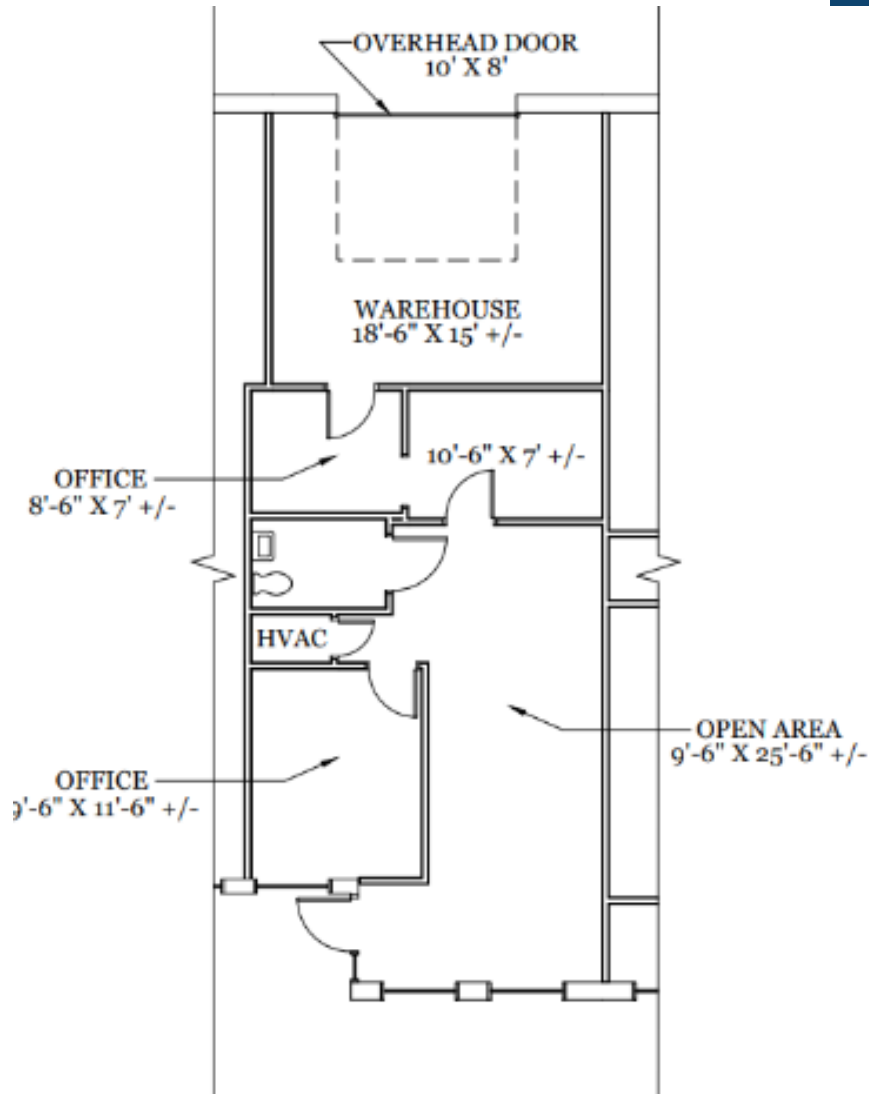 OVERHEAD DOOR
10' X 8'
WAREHOUSE
18'-6" X 15' +/-
10'-6" X 7' +/-
OFFICE
8'-6" X 7' +/-
HVAC
OPEN AREA
9'-6" X 25'-6" +/-
OFFICE
9'-6" X 11'-6" +/-